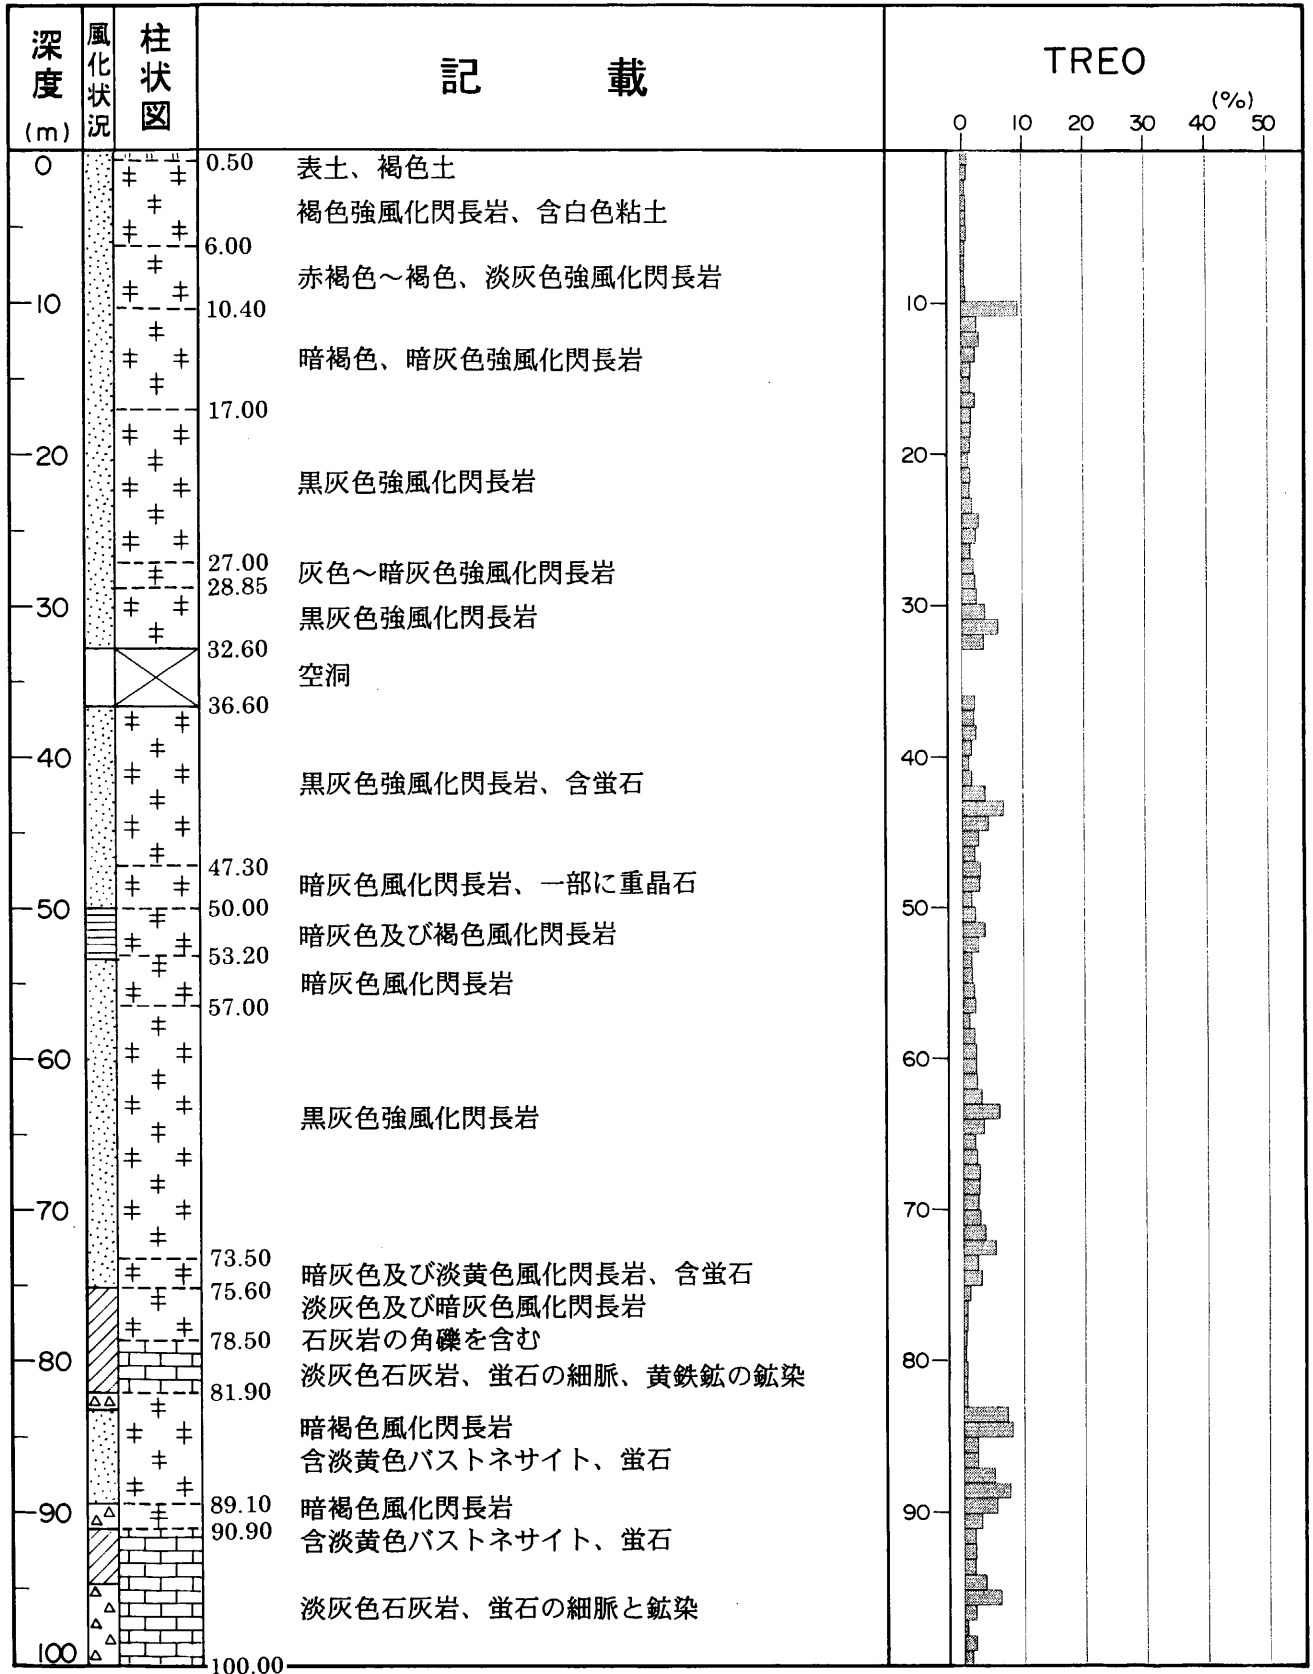 深度
(m)
風化状況
柱状図
記 載
TREO
(%)
0 10 20 30 40 50
0
0.50
表土、褐色土
褐色強風化閃長岩、含白色粘土
6.00
赤褐色～褐色、淡灰色強風化閃長岩
10
10.40
10
暗褐色、暗灰色強風化閃長岩
17.00
20
20
黒灰色強風化閃長岩
27.00
灰色～暗灰色強風化閃長岩
28.85
30
黒灰色強風化閃長岩
30
32.60
空洞
36.60
40
40
黒灰色強風化閃長岩、含蛍石
47.30
暗灰色風化閃長岩、一部に重晶石
50
50.00
50
暗灰色及び褐色風化閃長岩
53.20
暗灰色風化閃長岩
57.00
60
60
黒灰色強風化閃長岩
70
70
73.50
暗灰色及び淡黄色風化閃長岩、含蛍石
75.60
淡灰色及び暗灰色風化閃長岩
78.50
石灰岩の角礫を含む
80
80
淡灰色石灰岩、蛍石の細脈、黄鉄鉱の鉱染
81.90
暗褐色風化閃長岩
含淡黄色バストネサイト、蛍石
89.10
暗褐色風化閃長岩
90
90
90.90
含淡黄色バストネサイト、蛍石
淡灰色石灰岩、蛍石の細脈と鉱染
100
100.00